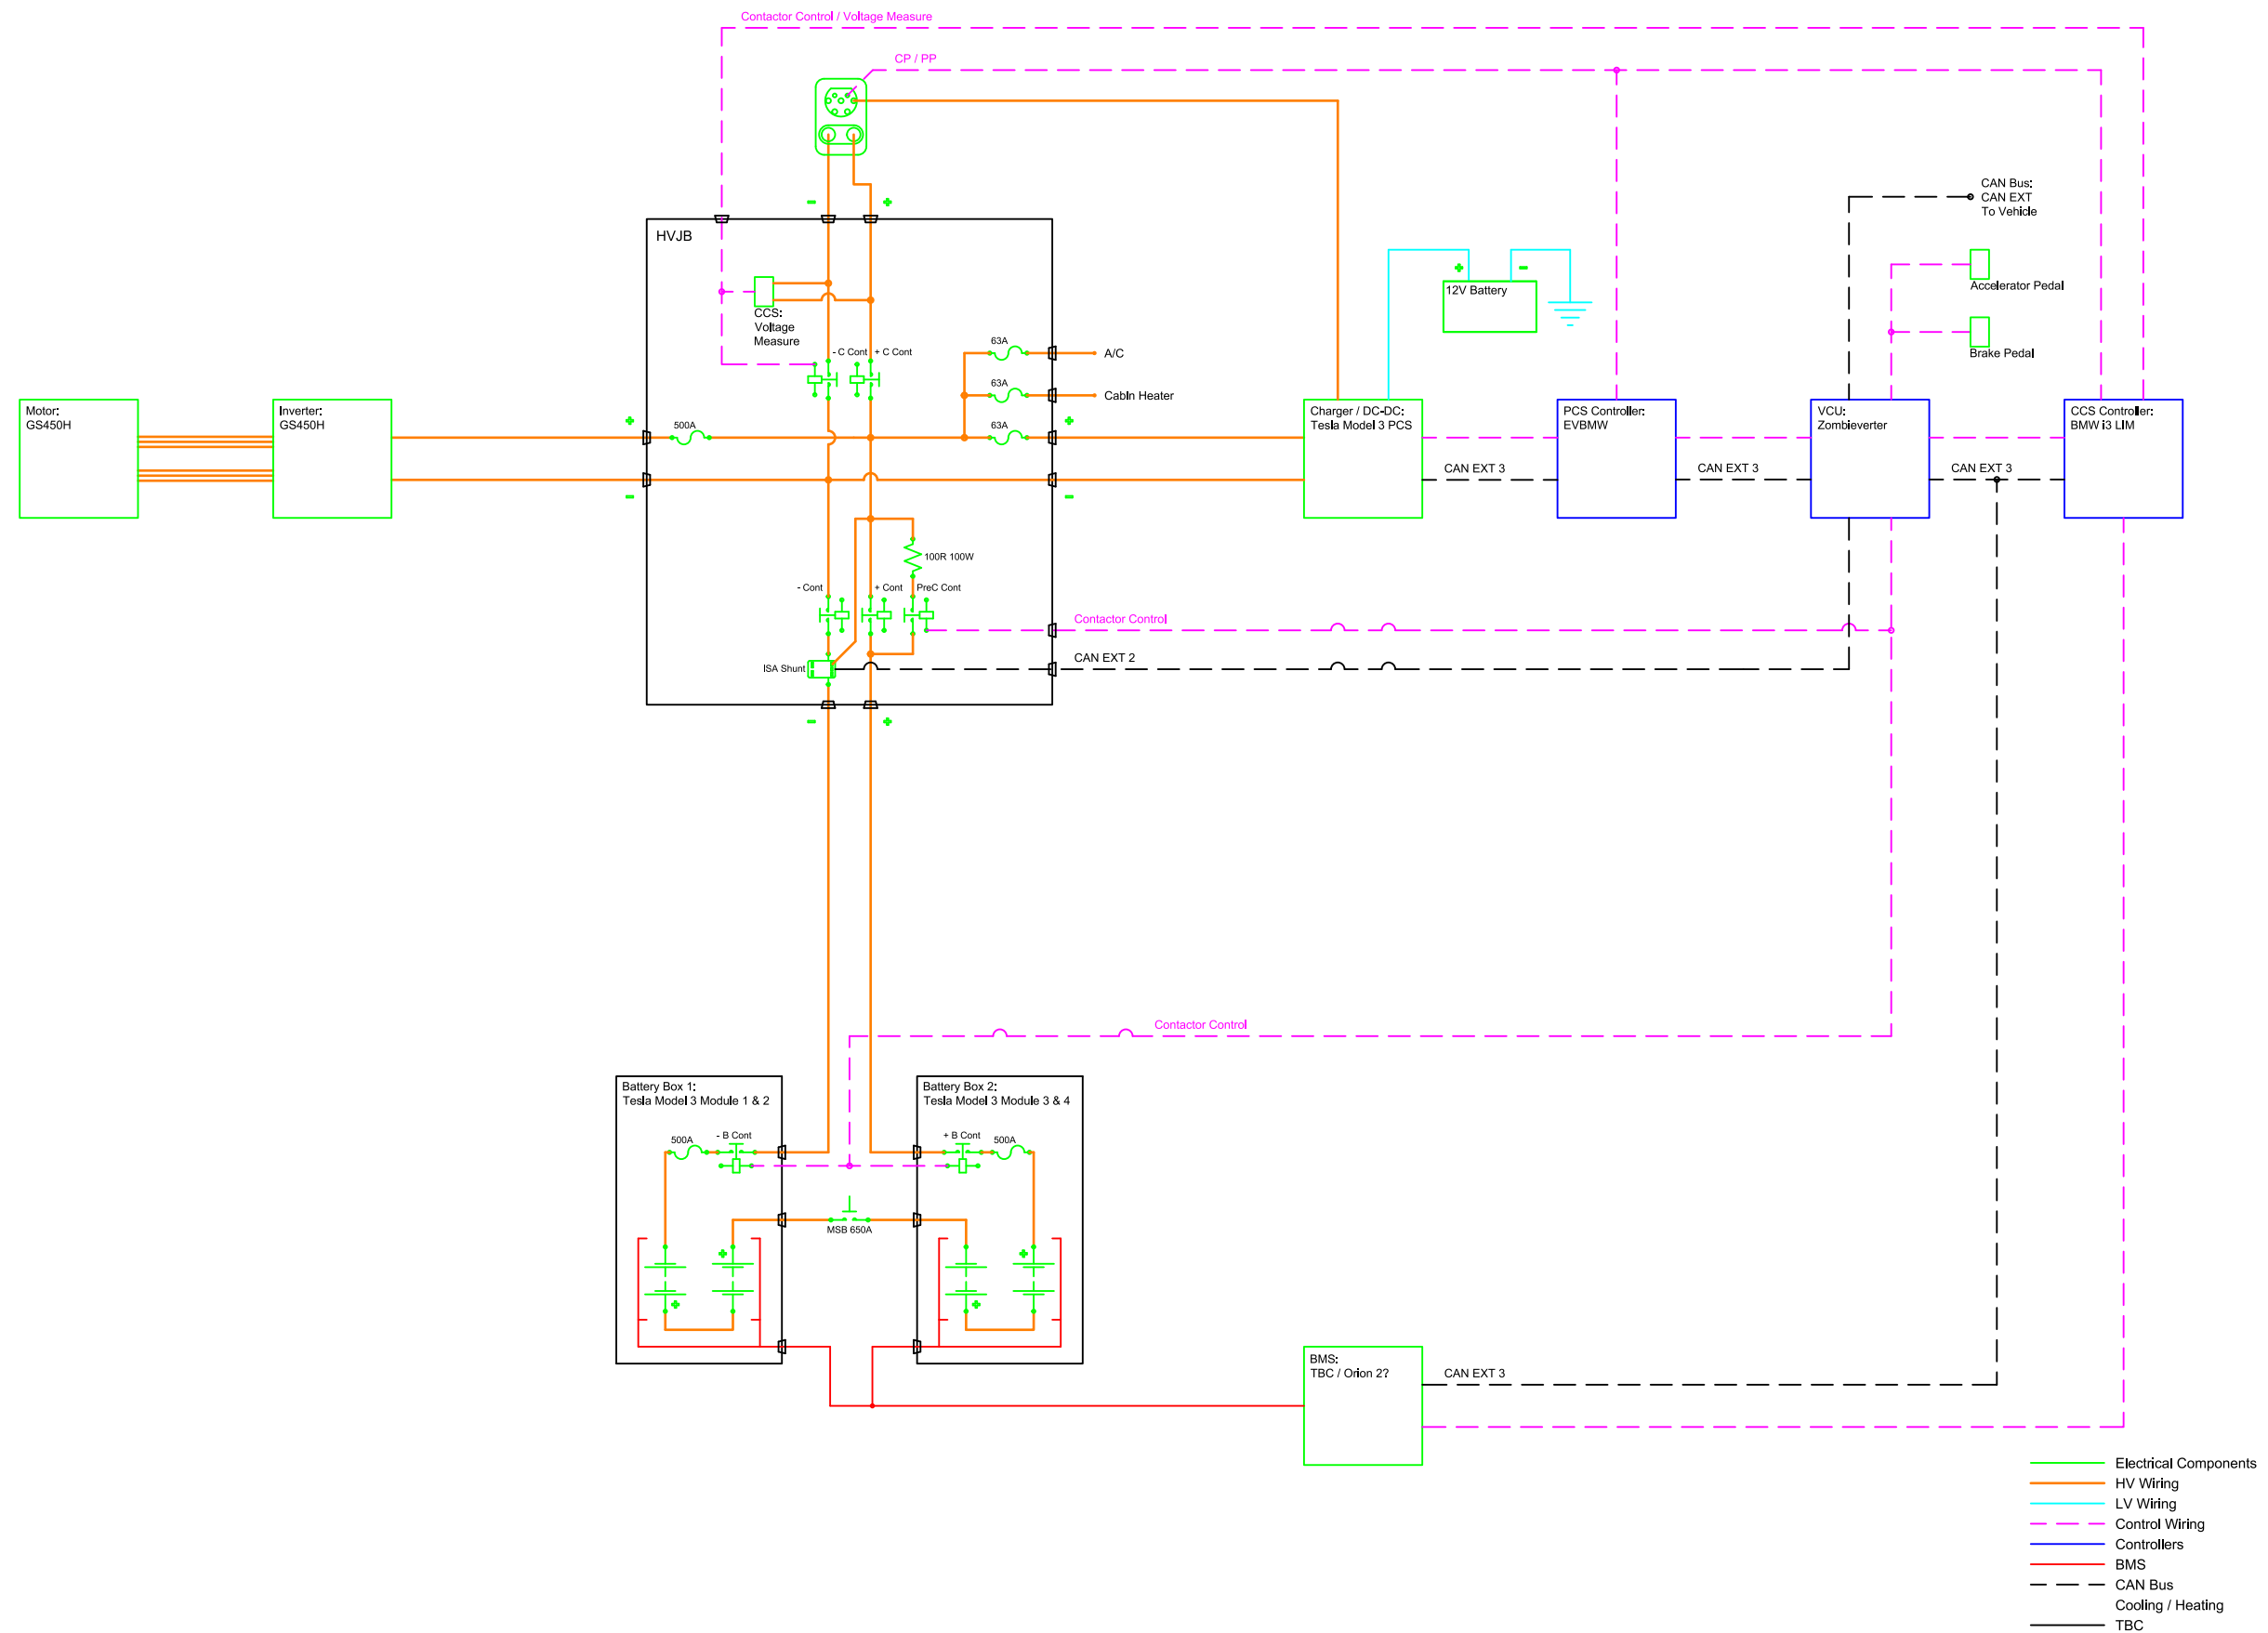 Contactor Control / Voltage Measure
CP / PP
CAN Bus:
CAN EXT
To Vehicle
HVJB
12V Battery
Accelerator Pedal
CCS:
Voltage
Measure
Brake Pedal
- C Cont
+ C Cont
63A
A/C
63A
Cabin Heater
Motor:
GS450H
Inverter:
GS450H
500A
63A
Charger / DC-DC:
Tesla Model 3 PCS
PCS Controller:
EVBMW
VCU:
Zombieverter
CCS Controller:
BMW i3 LIM
CAN EXT 3
CAN EXT 3
CAN EXT 3
100R 100W
- Cont
+ Cont
PreC Cont
Contactor Control
CAN EXT 2
ISA Shunt
Contactor Control
Battery Box 1:
Tesla Model 3 Module 1 & 2
Battery Box 2:
Tesla Model 3 Module 3 & 4
500A
- B Cont
+ B Cont
500A
MSB 650A
BMS:
TBC / Orion 2?
CAN EXT 3
Electrical Components
HV Wiring
LV Wiring
Control Wiring
Controllers
BMS
CAN Bus
Cooling / Heating
TBC